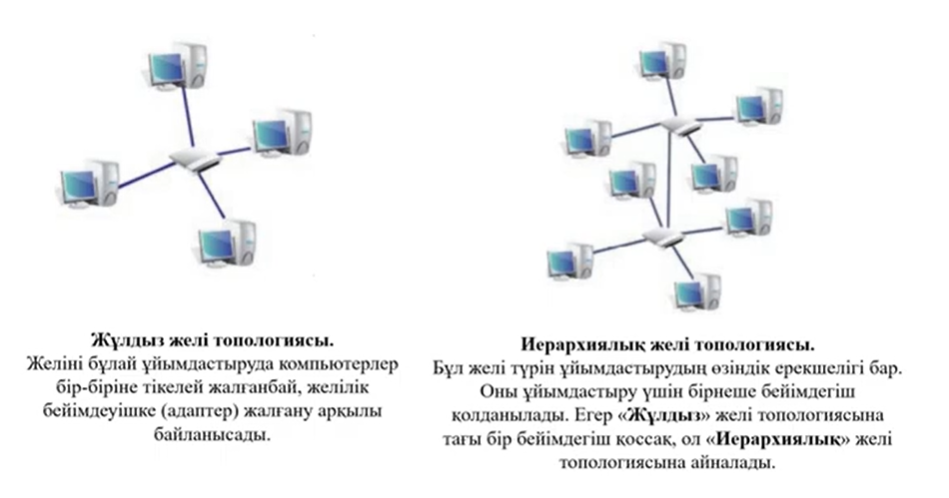 Жұлдыз желі топологиясы.
Желіні бұлай ұйымдастыруда компьютерлер
бір-біріне тікелей жалғанбай, желілік
бейімдеуішке (адаптер) жалғану арқылы
байланысады.
Иерархиялық желі топологиясы.
Бұл желі түрін ұйымдастырудың өзіндік ерекшелігі бар.
Оны ұйымдастыру үшін бірнеше бейімдегіш
қолданылады. Егер «Жұлдыз» желі топологиясына
тағы бір бейімдегіш қоссақ, ол «Иерархиялық» желі
топологиясына айналады.